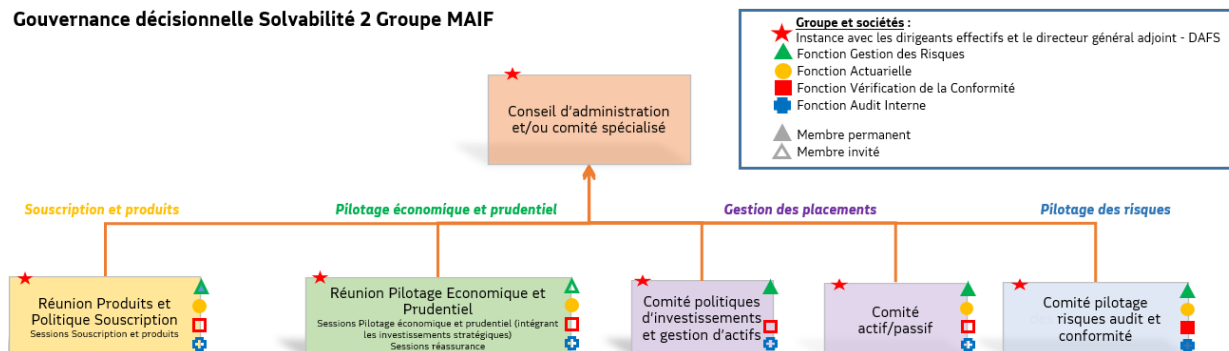 Gouvernance décisionnelle Solvabilité 2 Groupe MAIF
Groupe et sociétés :
Instance avec les dirigeants effectifs et le directeur général adjoint - DAFS
Fonction Gestion des Risques
Fonction Actuarielle
Fonction Vérification de la Conformité
Fonction Audit Interne
Membre permanent
Membre invité
Conseil d'administration
et/ou comité spécialisé
Souscription et produits
Pilotage économique et prudentiel
Gestion des placements
Pilotage des risques
Réunion Produits et
Politique Souscription
Sessions Souscription et produits
Réunion Pilotage Economique et
Prudentiel
Sessions Pilotage économique et prudentiel (intégrant
les investissements stratégiques)
Sessions réassurance
Comité politiques
d'investissements
et gestion d'actifs
Comité
actif/passif
Comité pilotage
risques audit et
conformité